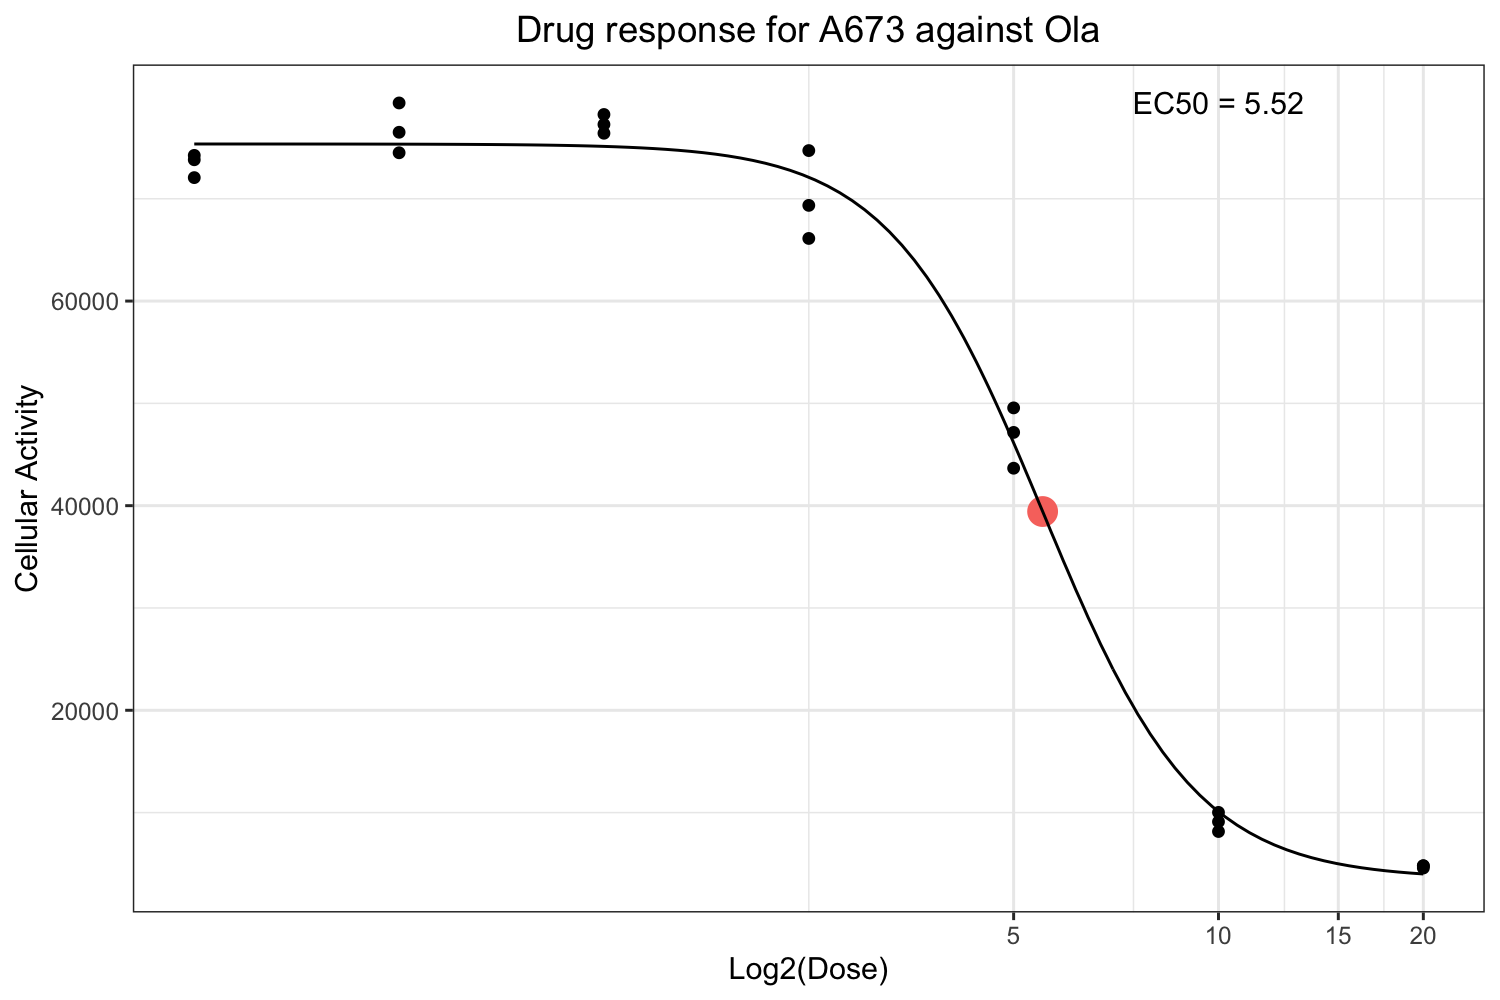 Drug response for A673 against Ola
EC50 = 5.52
60000
40000
20000
Cellular Activity
5 10 15 20
Log2(Dose)